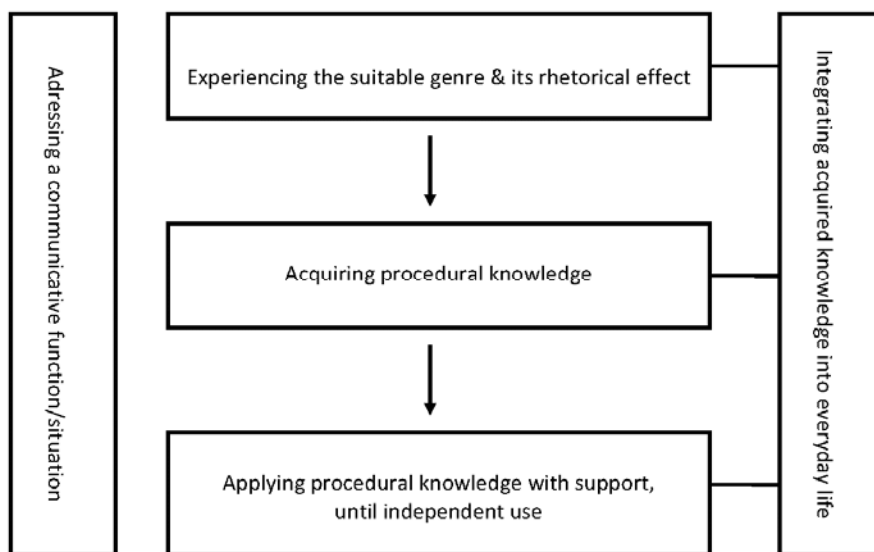 Adressing a communicative function/situation
Experiencing the suitable genre & its rhetorical effect
Acquiring procedural knowledge
Applying procedural knowledge with support,
until independent use
Integrating acquired knowledge into everyday life